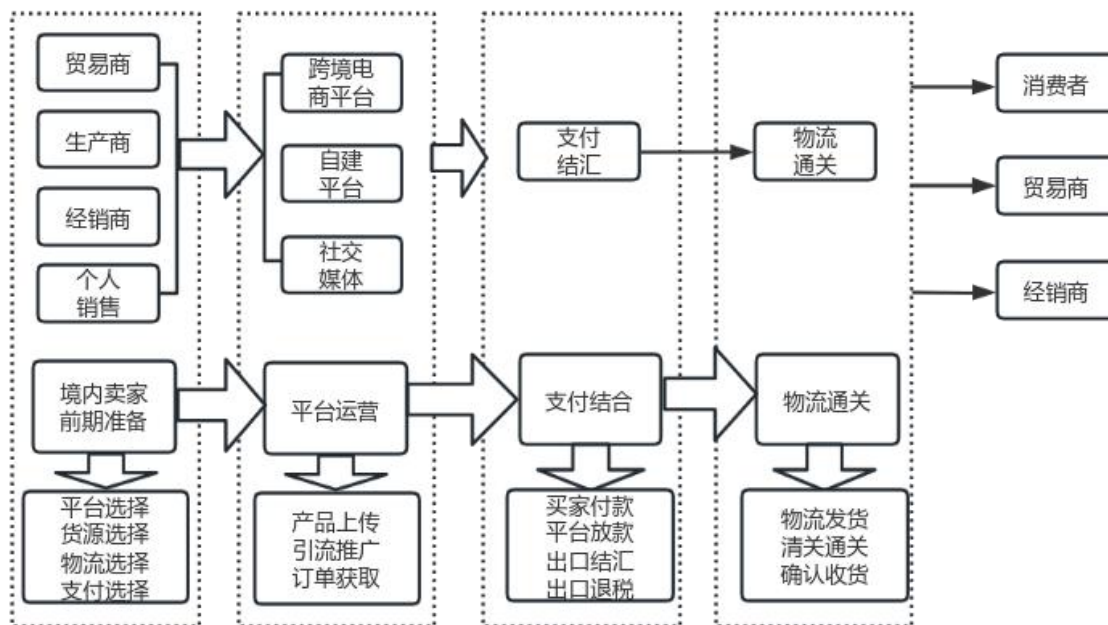 贸易商
生产商
经销商
个人
销售
跨境电
商平台
自建
平台
社交
媒体
支付
结汇
物流
通关
消费者
贸易商
经销商
境内卖家
前期准备
平台运营
支付结合
物流通关
平台选择
货源选择
物流选择
支付选择
产品上传
引流推广
订单获取
买家付款
平台放款
出口结汇
出口退税
物流发货
清关通关
确认收货